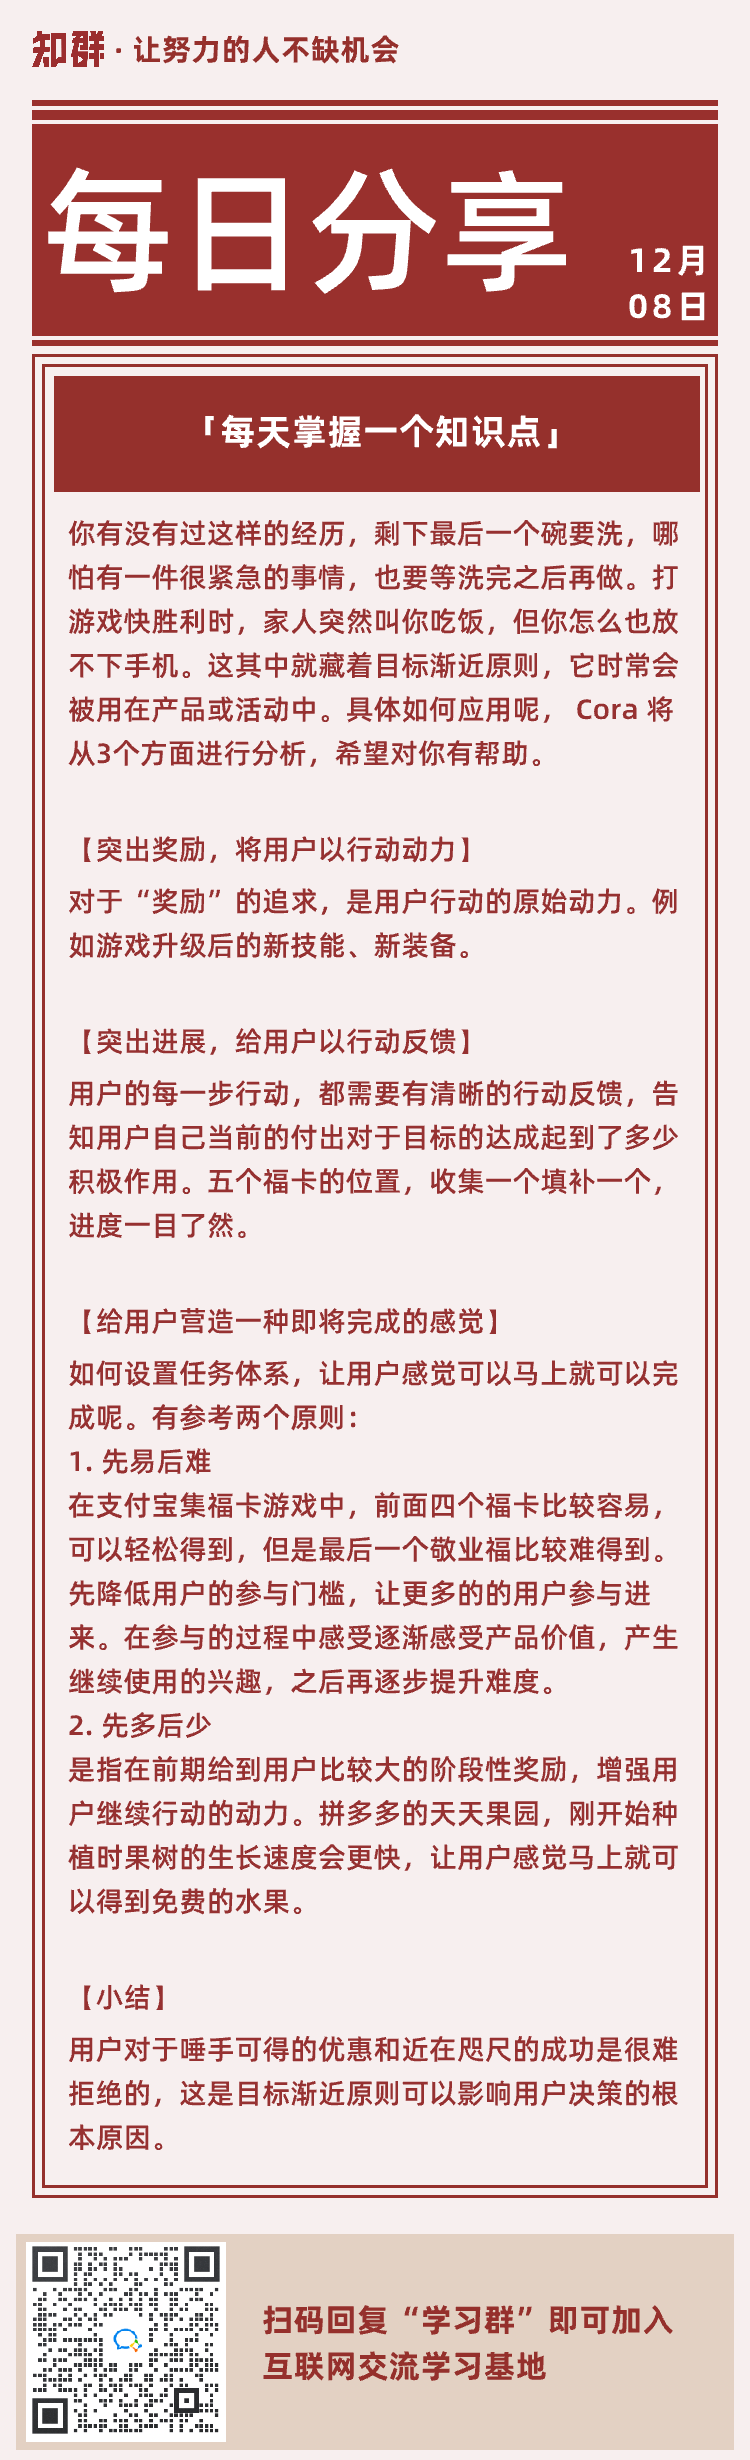 知群 · 让努力的人不缺机会
每日分享
12月
08日
「每天掌握一个知识点」
你有没有过这样的经历，剩下最后一个碗要洗，哪
怕有一件很紧急的事情，也要等洗完之后再做。打
游戏快胜利时，家人突然叫你吃饭，但你怎么也放
不下手机。这其中就藏着目标渐近原则，它时常会
被用在产品或活动中。具体如何应用呢， Cora 将
从3个方面进行分析，希望对你有帮助。
【突出奖励，将用户以行动动力】
对于“奖励”的追求，是用户行动的原始动力。例
如游戏升级后的新技能、新装备。
【突出进展，给用户以行动反馈】
用户的每一步行动，都需要有清晰的行动反馈，告
知用户自己当前的付出对于目标的达成起到了多少
积极作用。五个福卡的位置，收集一个填补一个，
进度一目了然。
【给用户营造一种即将完成的感觉】
如何设置任务体系，让用户感觉可以马上就可以完
成呢。有参考两个原则：
1. 先易后难
在支付宝集福卡游戏中，前面四个福卡比较容易，
可以轻松得到，但是最后一个敬业福比较难得到。
先降低用户的参与门槛，让更多的的用户参与进
来。在参与的过程中感受逐渐感受产品价值，产生
继续使用的兴趣，之后再逐步提升难度。
2. 先多后少
是指在前期给到用户比较大的阶段性奖励，增强用
户继续行动的动力。拼多多的天天果园，刚开始种
植时果树的生长速度会更快，让用户感觉马上就可
以得到免费的水果。
【小结】
用户对于唾手可得的优惠和近在咫尺的成功是很难
拒绝的，这是目标渐近原则可以影响用户决策的根
本原因。
扫码回复“学习群”即可加入
互联网交流学习基地